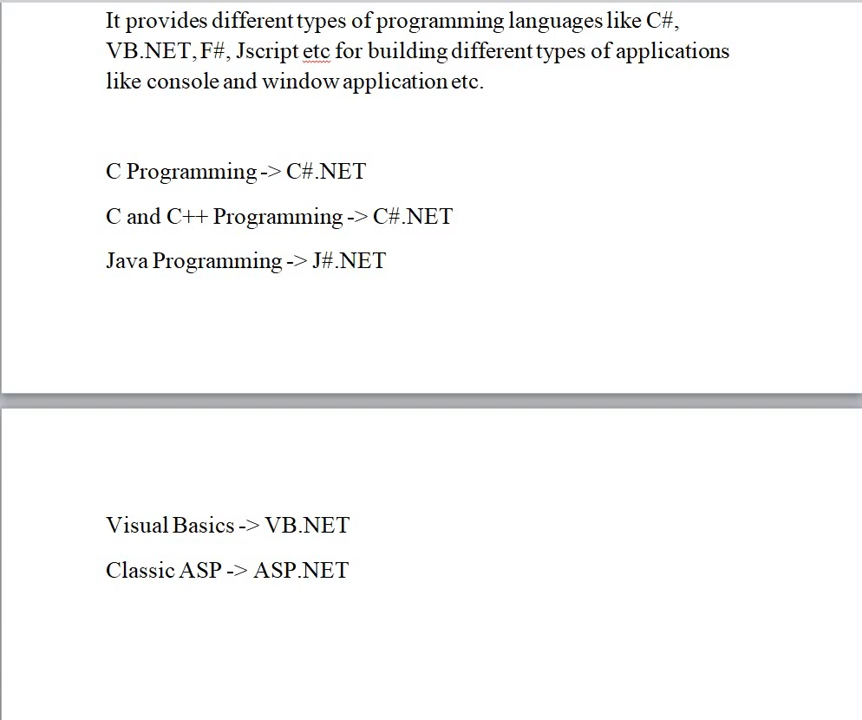 It provides different types of programming languages like C#,
VB.NET, F#, Jscript etc for building different types of applications
like console and window application etc.
C Programming -> C#.NET
C and C++ Programming -> C#.NET
Java Programming -> J#.NET
Visual Basics -> VB.NET
Classic ASP -> ASP.NET